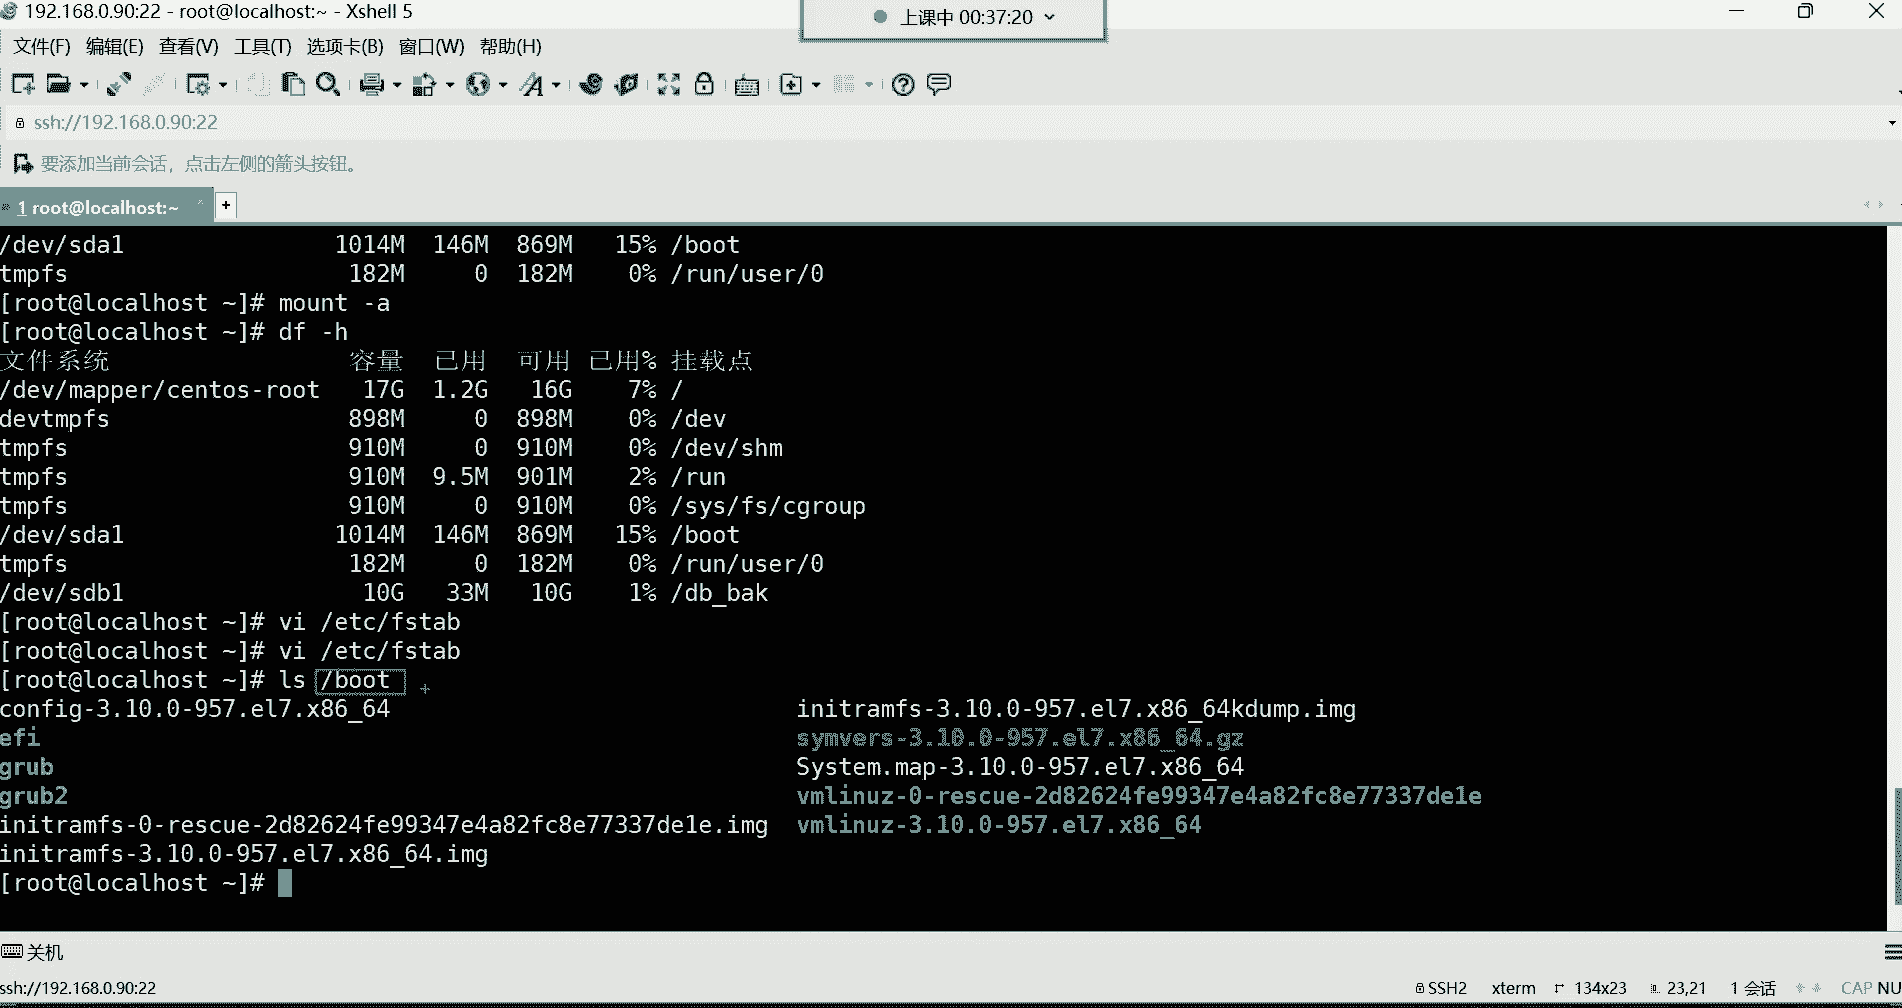 192.168.0.90:22 - root@localhost:~ - Xshell 5
上课中 00:37:20
文件(F) 编辑(E) 查看(V) 工具(T) 选项卡(B) 窗口(W) 帮助(H)
ssh://192.168.0.90:22
要添加当前会话，点击左侧的箭头按钮。
1 root@localhost:~
/dev/sda1 1014M 146M 869M 15% /boot
tmpfs 182M 0 182M 0% /run/user/0
[root@localhost ~]# mount -a
[root@localhost ~]# df -h
文件系统 容量 已用 可用 已用% 挂载点
/dev/mapper/centos-root 17G 1.2G 16G 7% /
devtmpfs 898M 0 898M 0% /dev
tmpfs 910M 0 910M 0% /dev/shm
tmpfs 910M 9.5M 901M 2% /run
tmpfs 910M 0 910M 0% /sys/fs/cgroup
/dev/sda1 1014M 146M 869M 15% /boot
tmpfs 182M 0 182M 0% /run/user/0
/dev/sdb1 10G 33M 10G 1% /db_bak
[root@localhost ~]# vi /etc/fstab
[root@localhost ~]# vi /etc/fstab
[root@localhost ~]# ls /boot
config-3.10.0-957.el7.x86_64 initramfs-3.10.0-957.el7.x86_64kdump.img
efi symvers-3.10.0-957.el7.x86_64.gz
grub System.map-3.10.0-957.el7.x86_64
grub2 vmlinuz-0-rescue-2d82624fe99347e4a82fc8e77337de1e
initramfs-0-rescue-2d82624fe99347e4a82fc8e77337de1e.img vmlinuz-3.10.0-957.el7.x86_64
initramfs-3.10.0-957.el7.x86_64.img
[root@localhost ~]#
关机
ssh://192.168.0.90:22 SSH2 xterm 134x23 23,21 1 会话 CAP NU